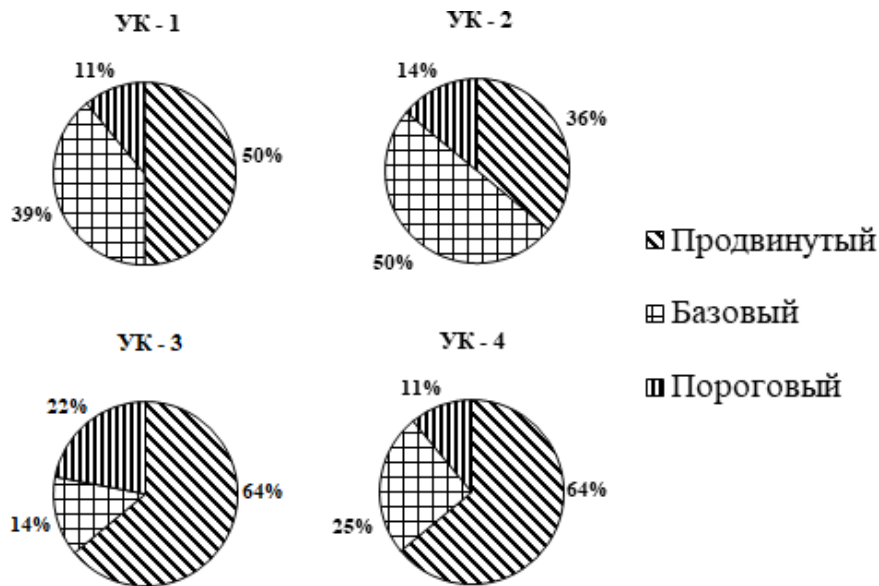 УК - 1
УК - 2
11%
50%
39%
14%
36%
50%
Продвинутый
Базовый
Пороговый
УК - 3
УК - 4
22%
64%
14%
11%
64%
25%